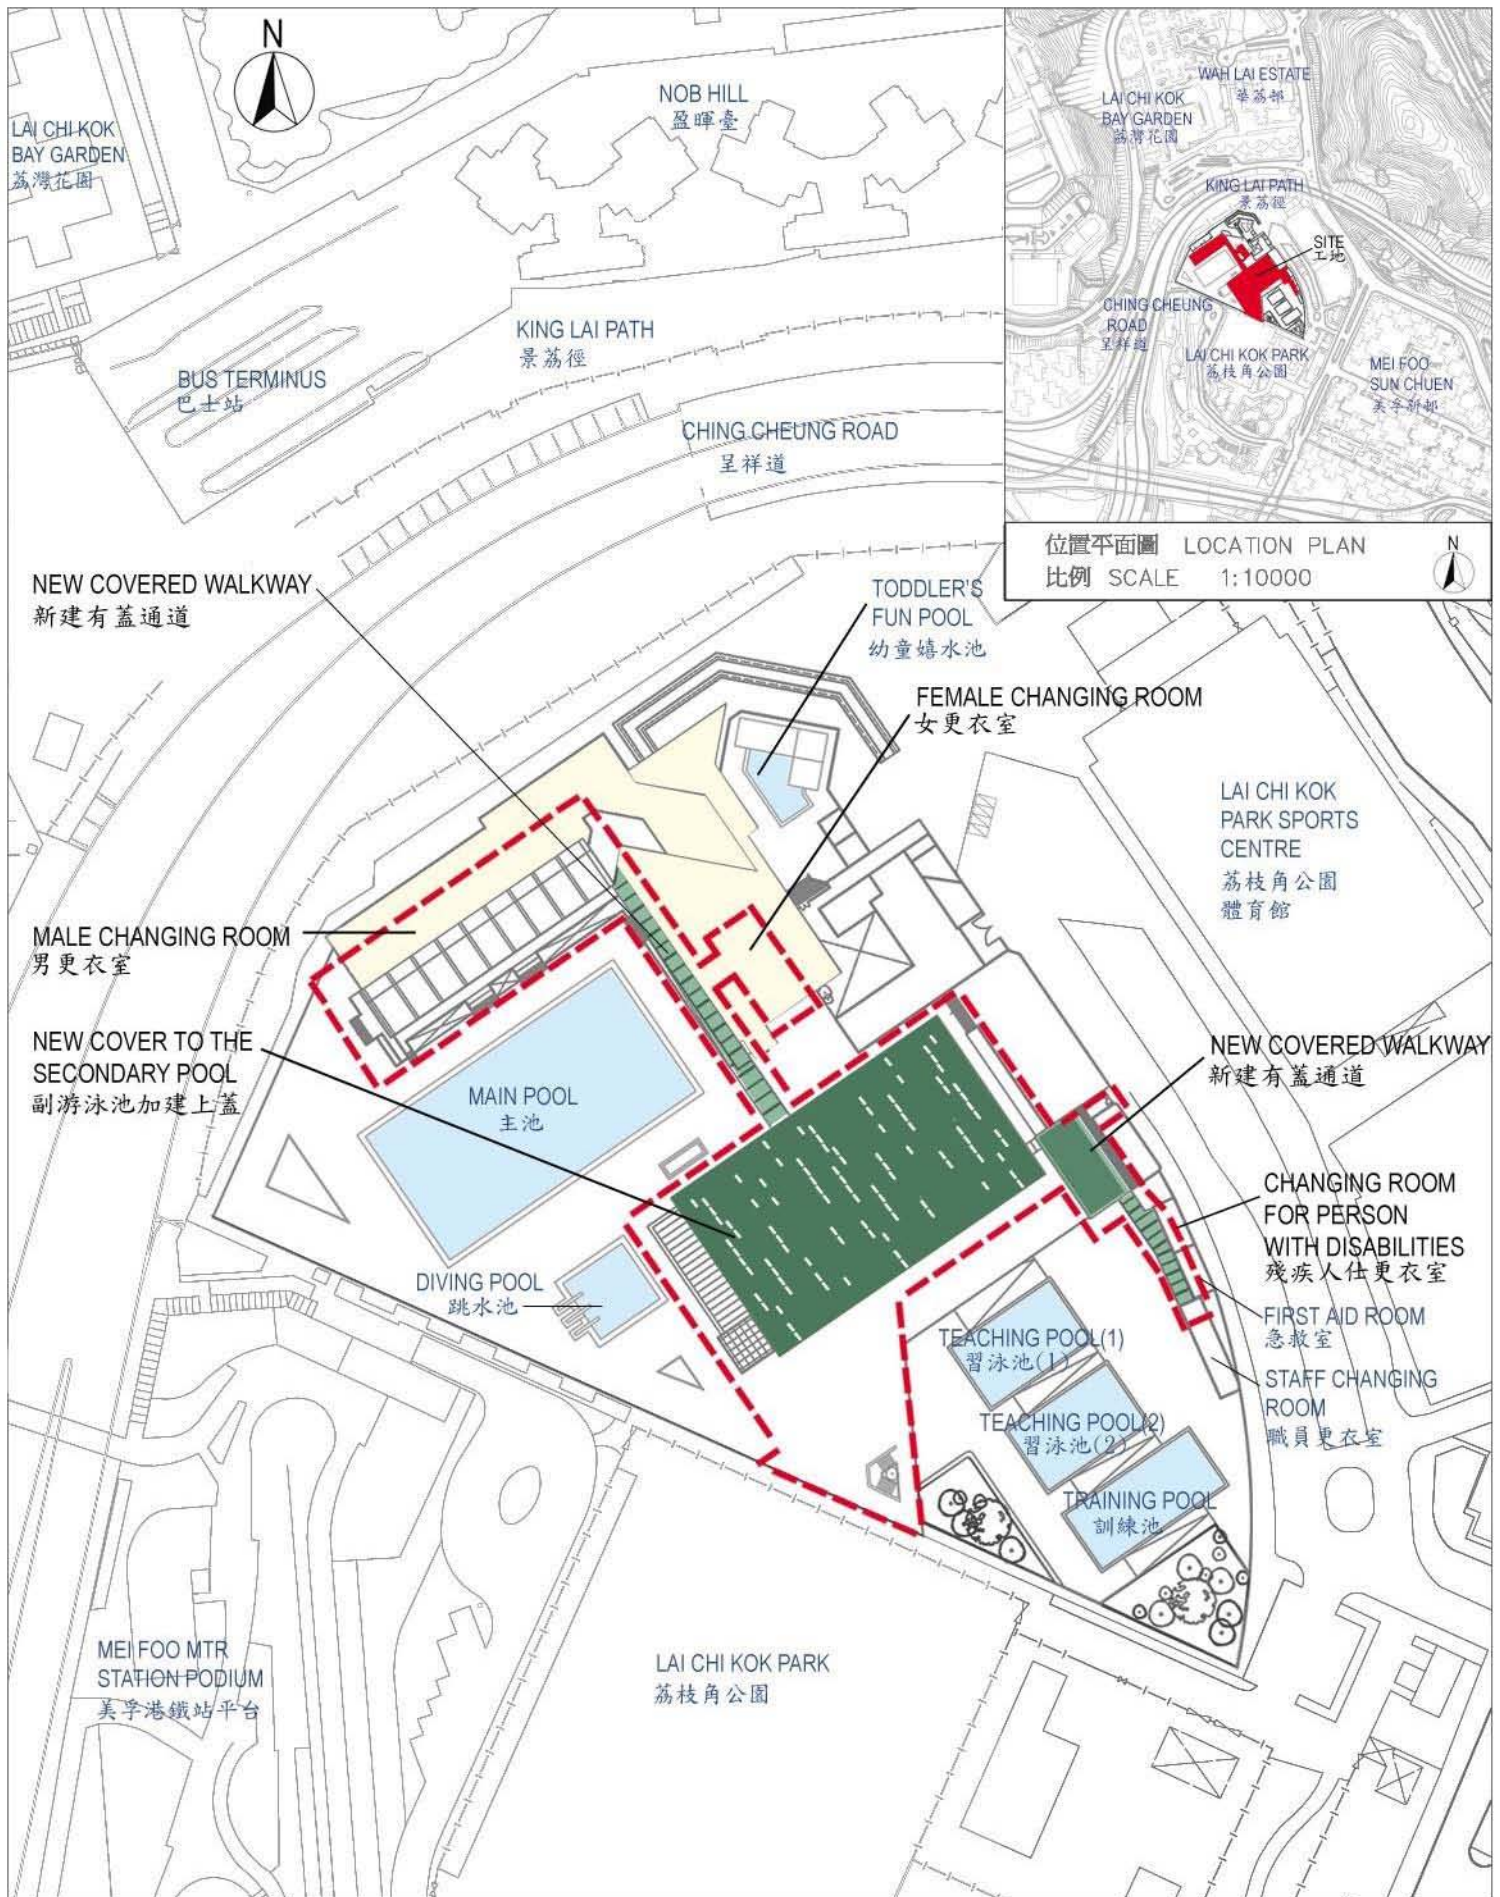 N
LAI CHI KOK
BAY GARDEN
荔灣花園
NOB HILL
盈暉臺
KING LAI PATH
景荔徑
BUS TERMINUS
巴士站
CHING CHEUNG ROAD
呈祥道
WAH LAI ESTATE
華荔邨
LAI CHI KOK
BAY GARDEN
荔灣花園
KING LAI PATH
景荔徑
SITE
工地
CHING CHEUNG
ROAD
呈祥道
LAI CHI KOK PARK
荔枝角公園
MEI FOO
SUN CHUEN
美孚新邨
位置平面圖 LOCATION PLAN
比例 SCALE 1:10000
N
NEW COVERED WALKWAY
新建有蓋通道
TODDLER'S
FUN POOL
幼童嬉水池
FEMALE CHANGING ROOM
女更衣室
LAI CHI KOK
PARK SPORTS
CENTRE
荔枝角公園
體育館
MALE CHANGING ROOM
男更衣室
NEW COVER TO THE
SECONDARY POOL
副游泳池加建上蓋
MAIN POOL
主池
NEW COVERED WALKWAY
新建有蓋通道
CHANGING ROOM
FOR PERSON
WITH DISABILITIES
殘疾人仕更衣室
DIVING POOL
跳水池
FIRST AID ROOM
急救室
TEACHING POOL(1)
習泳池(1)
STAFF CHANGING
ROOM
職員更衣室
TEACHING POOL(2)
習泳池(2)
TRAINING POOL
訓練池
MEI FOO MTR
STATION PODIUM
美孚港鐵站平台
LAI CHI KOK PARK
荔枝角公園